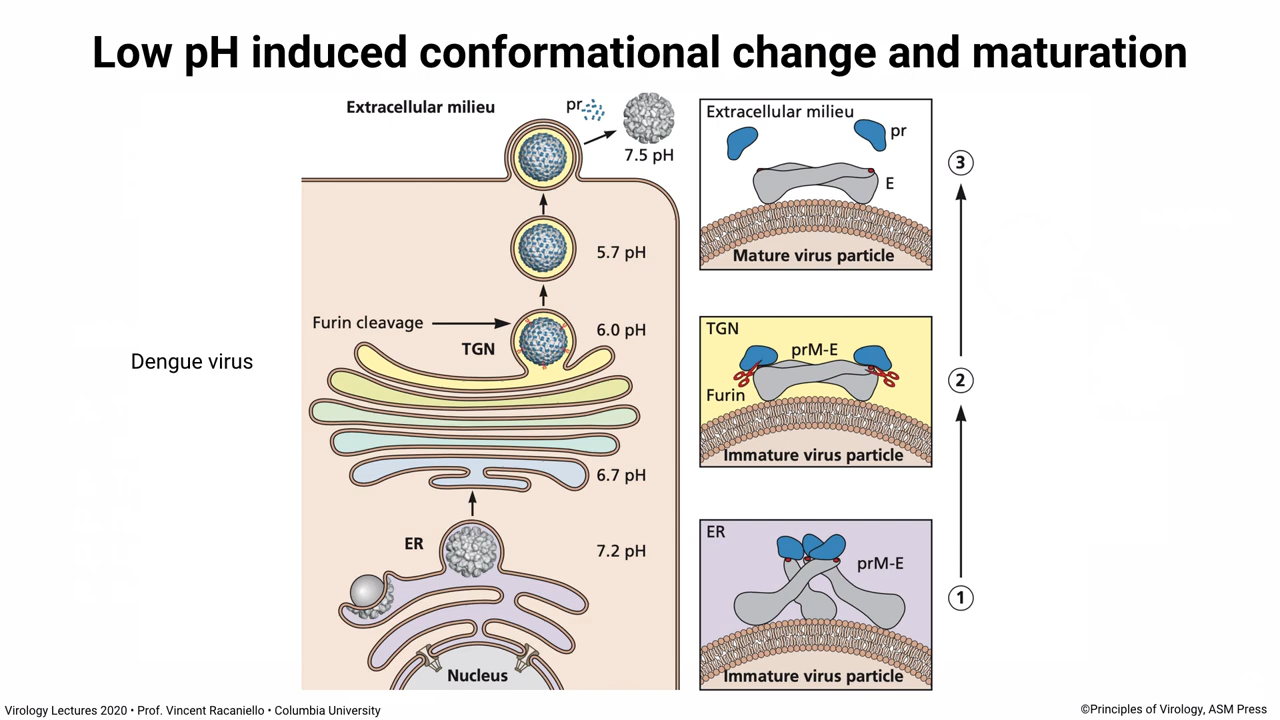 Low pH induced conformational change and maturation
Extracellular milieu
pr
7.5 pH
5.7 pH
Furin cleavage
6.0 pH
TGN
Dengue virus
6.7 pH
ER
7.2 pH
Nucleus
Extracellular milieu
pr
E
Mature virus particle
3
TGN
prM-E
Furin
Immature virus particle
2
ER
prM-E
Immature virus particle
1
Virology Lectures 2020 • Prof. Vincent Racaniello • Columbia University
©Principles of Virology, ASM Press